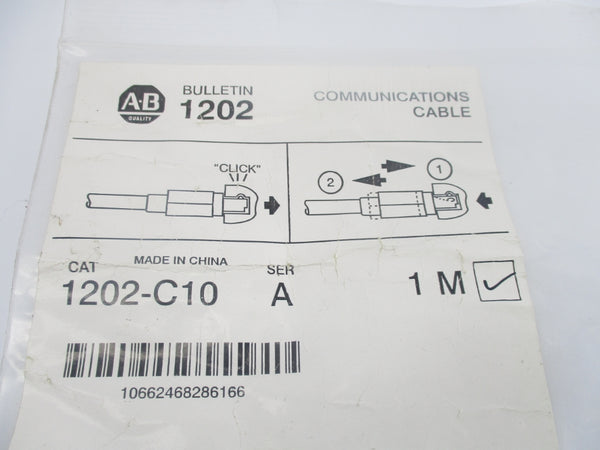 A-B
QUALITY
BULLETIN
1202
COMMUNICATIONS
CABLE
"CLICK"
2
1
CAT
MADE IN CHINA
SER
1202-C10
A
1 M
10662468286166